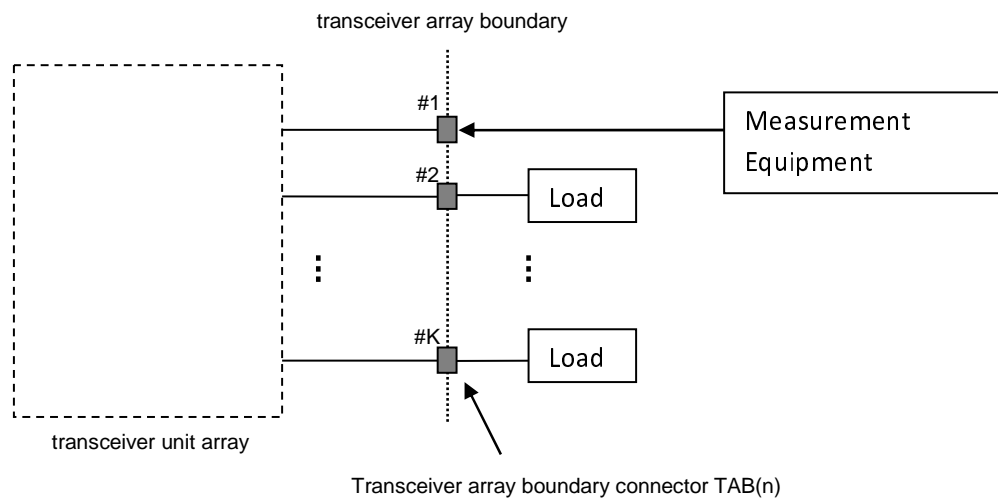 transceiver array boundary
#1
Measurement
Equipment
#2
Load
#K
Load
transceiver unit array
Transceiver array boundary connector TAB(n)